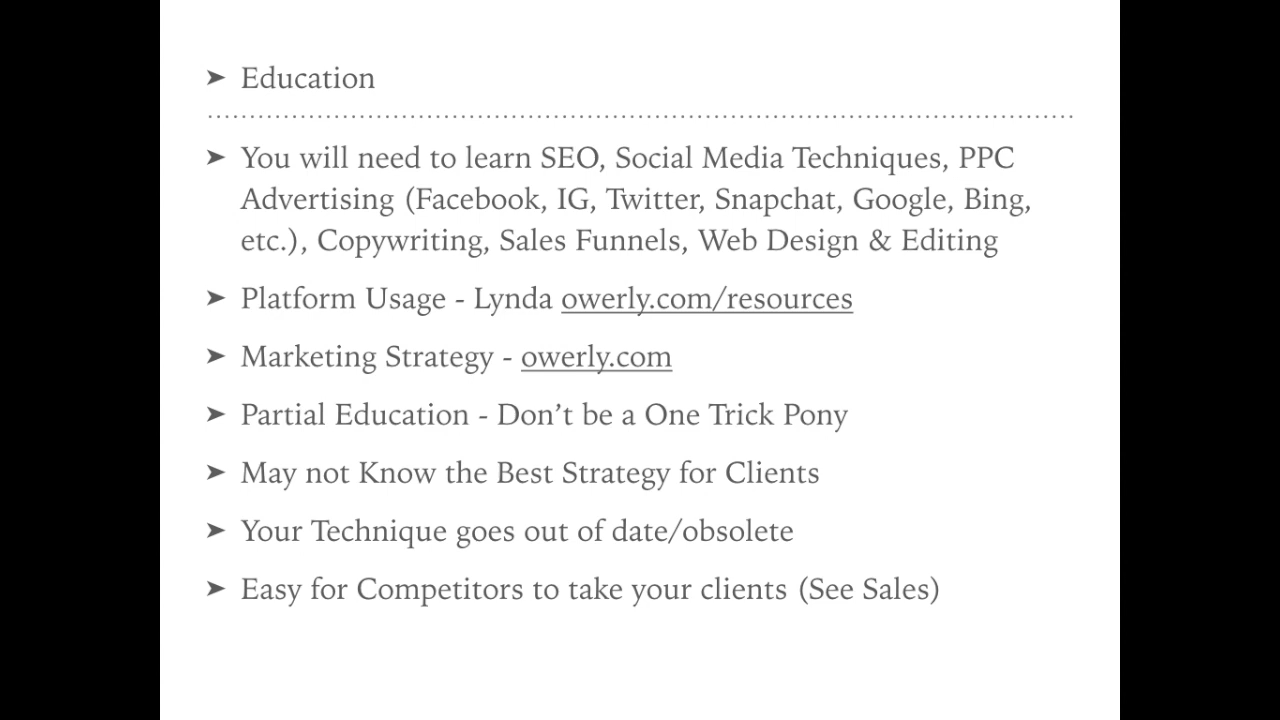 ➤ Education
➤ You will need to learn SEO, Social Media Techniques, PPC
Advertising (Facebook, IG, Twitter, Snapchat, Google, Bing,
etc.), Copywriting, Sales Funnels, Web Design & Editing
➤ Platform Usage - Lynda owerly.com/resources
➤ Marketing Strategy - owerly.com
➤ Partial Education - Don’t be a One Trick Pony
➤ May not Know the Best Strategy for Clients
➤ Your Technique goes out of date/obsolete
➤ Easy for Competitors to take your clients (See Sales)